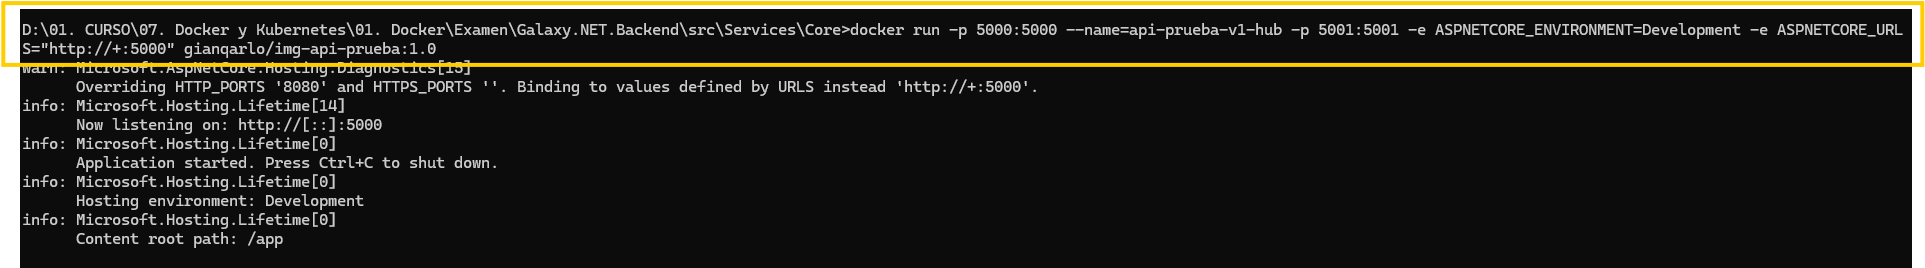 D:\01. CURSO\07. Docker y Kubernetes\01. Docker\Examen\Galaxy.NET.Backend\src\Services\Core>docker run -p 5000:5000 --name=api-prueba-v1-hub -p 5001:5001 -e ASPNETCORE_ENVIRONMENT=Development -e ASPNETCORE_URL
S="http://+:5000" gianqarlo/img-api-prueba:1.0
warn: Microsoft.AspNetCore.Hosting.Diagnostics[15]
      Overriding HTTP_PORTS '8080' and HTTPS_PORTS ''. Binding to values defined by URLS instead 'http://+:5000'.
info: Microsoft.Hosting.Lifetime[14]
      Now listening on: http://[::]:5000
info: Microsoft.Hosting.Lifetime[0]
      Application started. Press Ctrl+C to shut down.
info: Microsoft.Hosting.Lifetime[0]
      Hosting environment: Development
info: Microsoft.Hosting.Lifetime[0]
      Content root path: /app